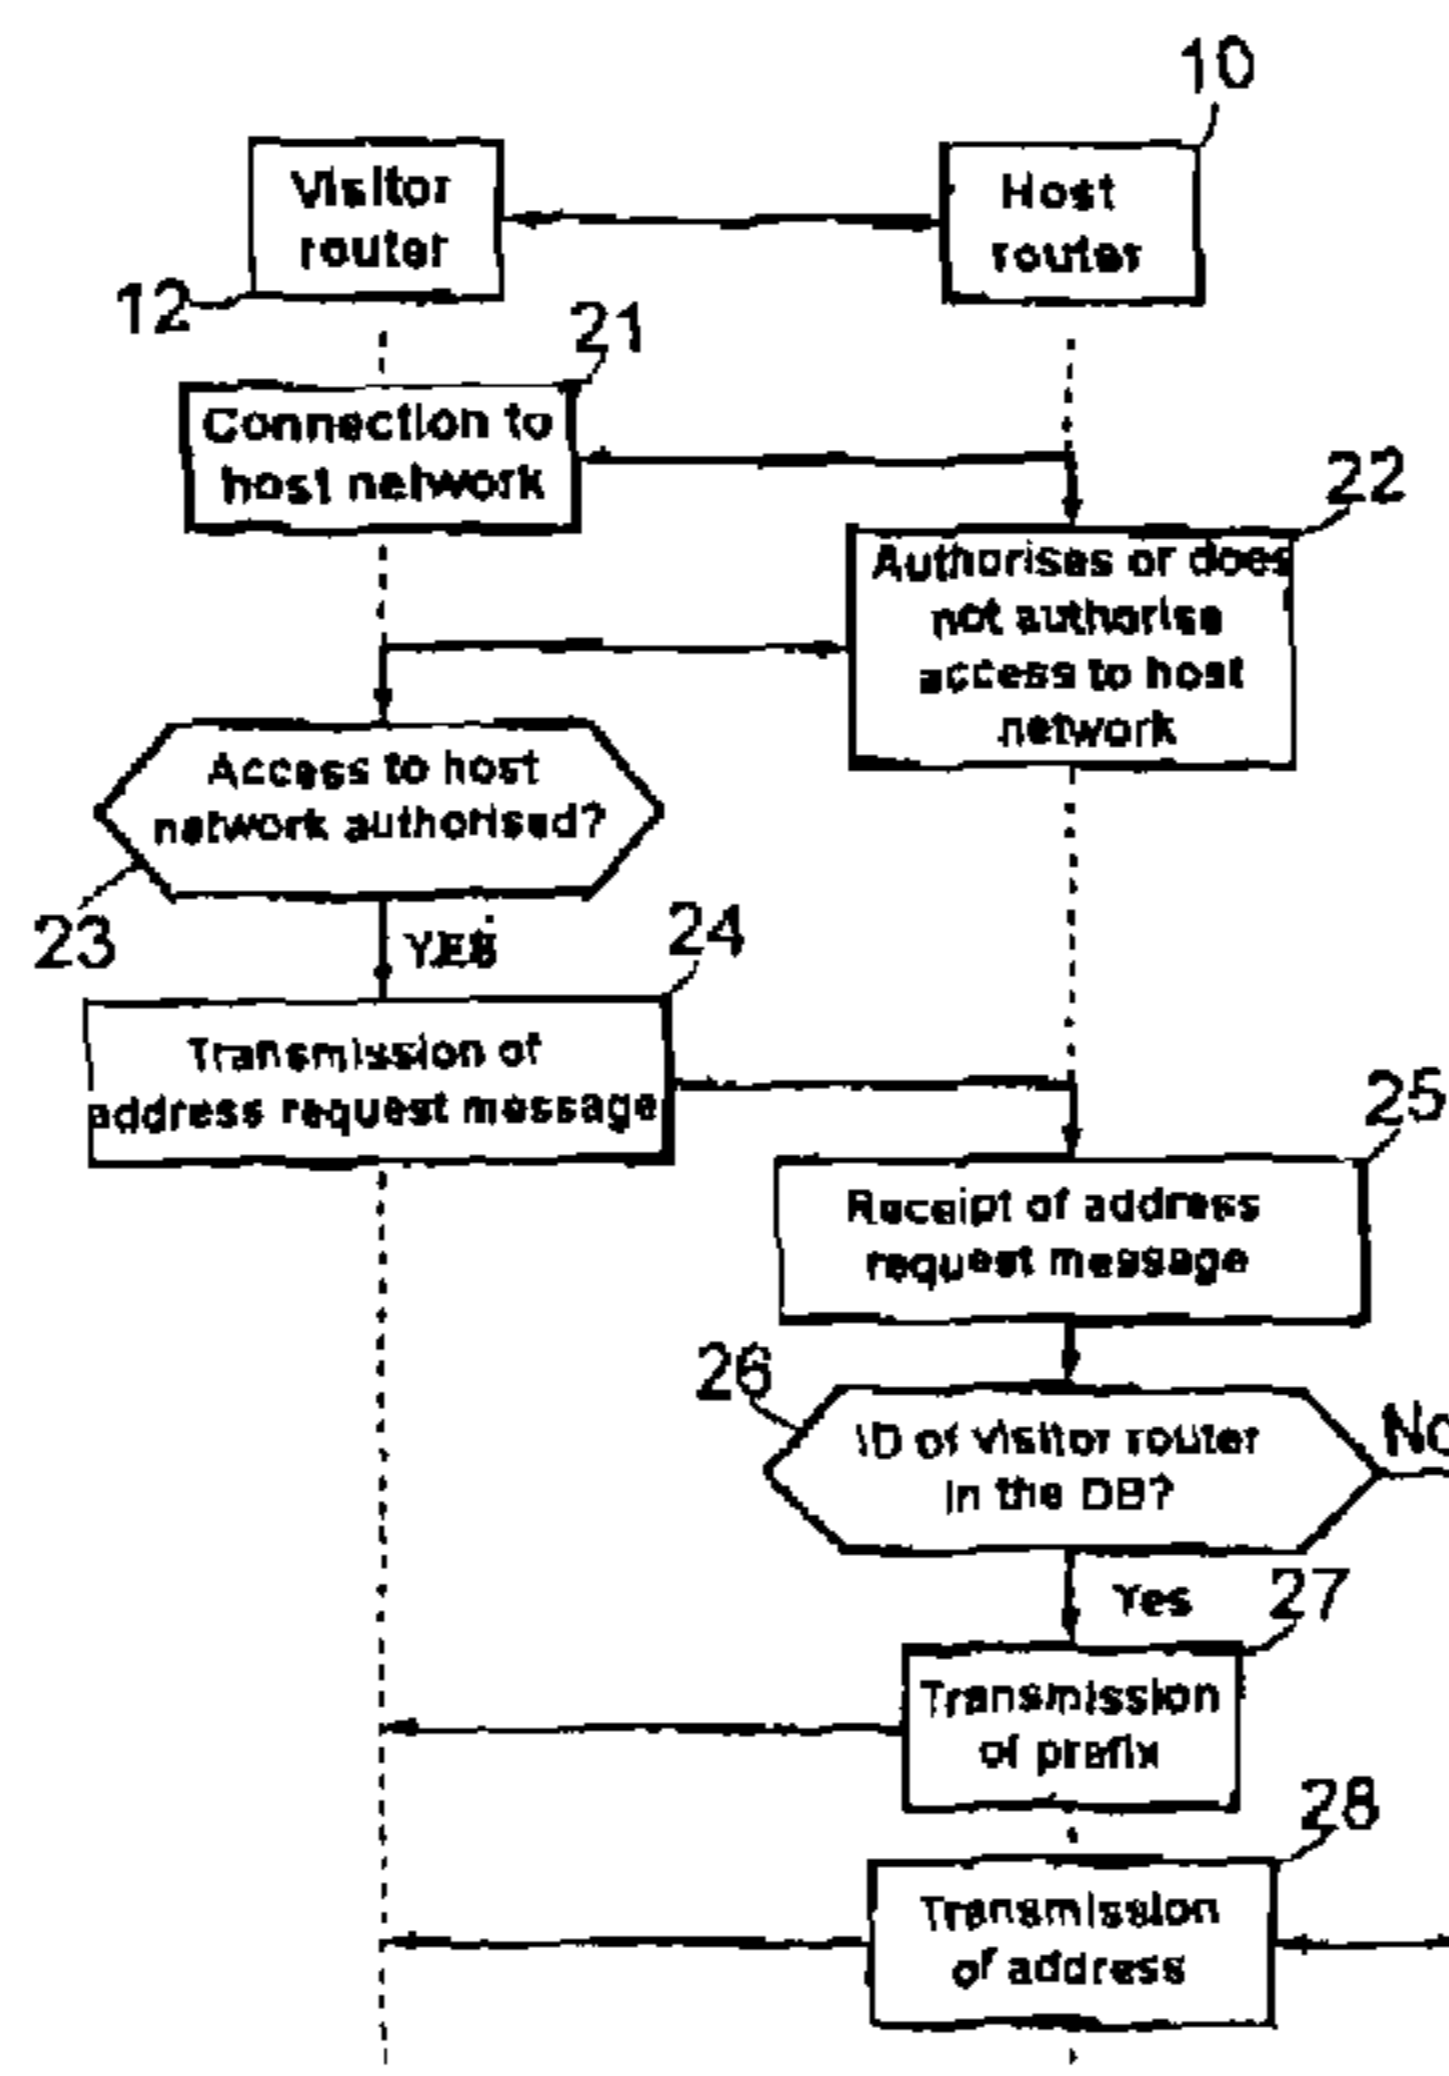 10
Visitor
router
Host
router
12
21
Connection to
host network
22
Authorises or does
not authorise
access to host
network
Access to host
network authorised?
23
YES
24
Transmission of
address request message
25
Receipt of address
request message
26
ID of visitor router
in the DB?
No
Yes
27
Transmission
of prefix
28
Transmission
of address